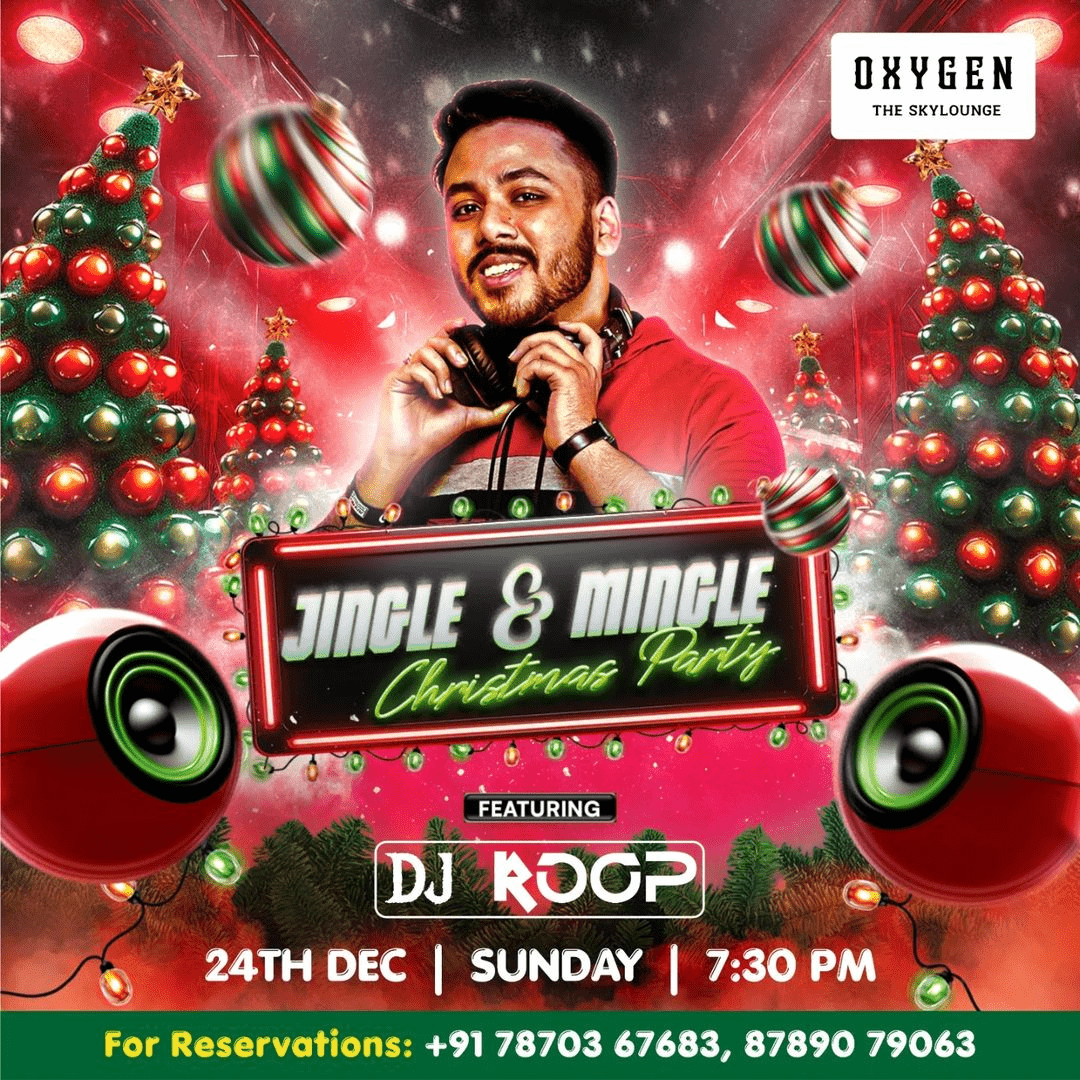 OXYGEN
THE SKYLOUNGE
JINGLE & MINGLE
Christmas Party
FEATURING
DJ ROOP
24TH DEC | SUNDAY | 7:30 PM
For Reservations: +91 78703 67683, 87890 79063